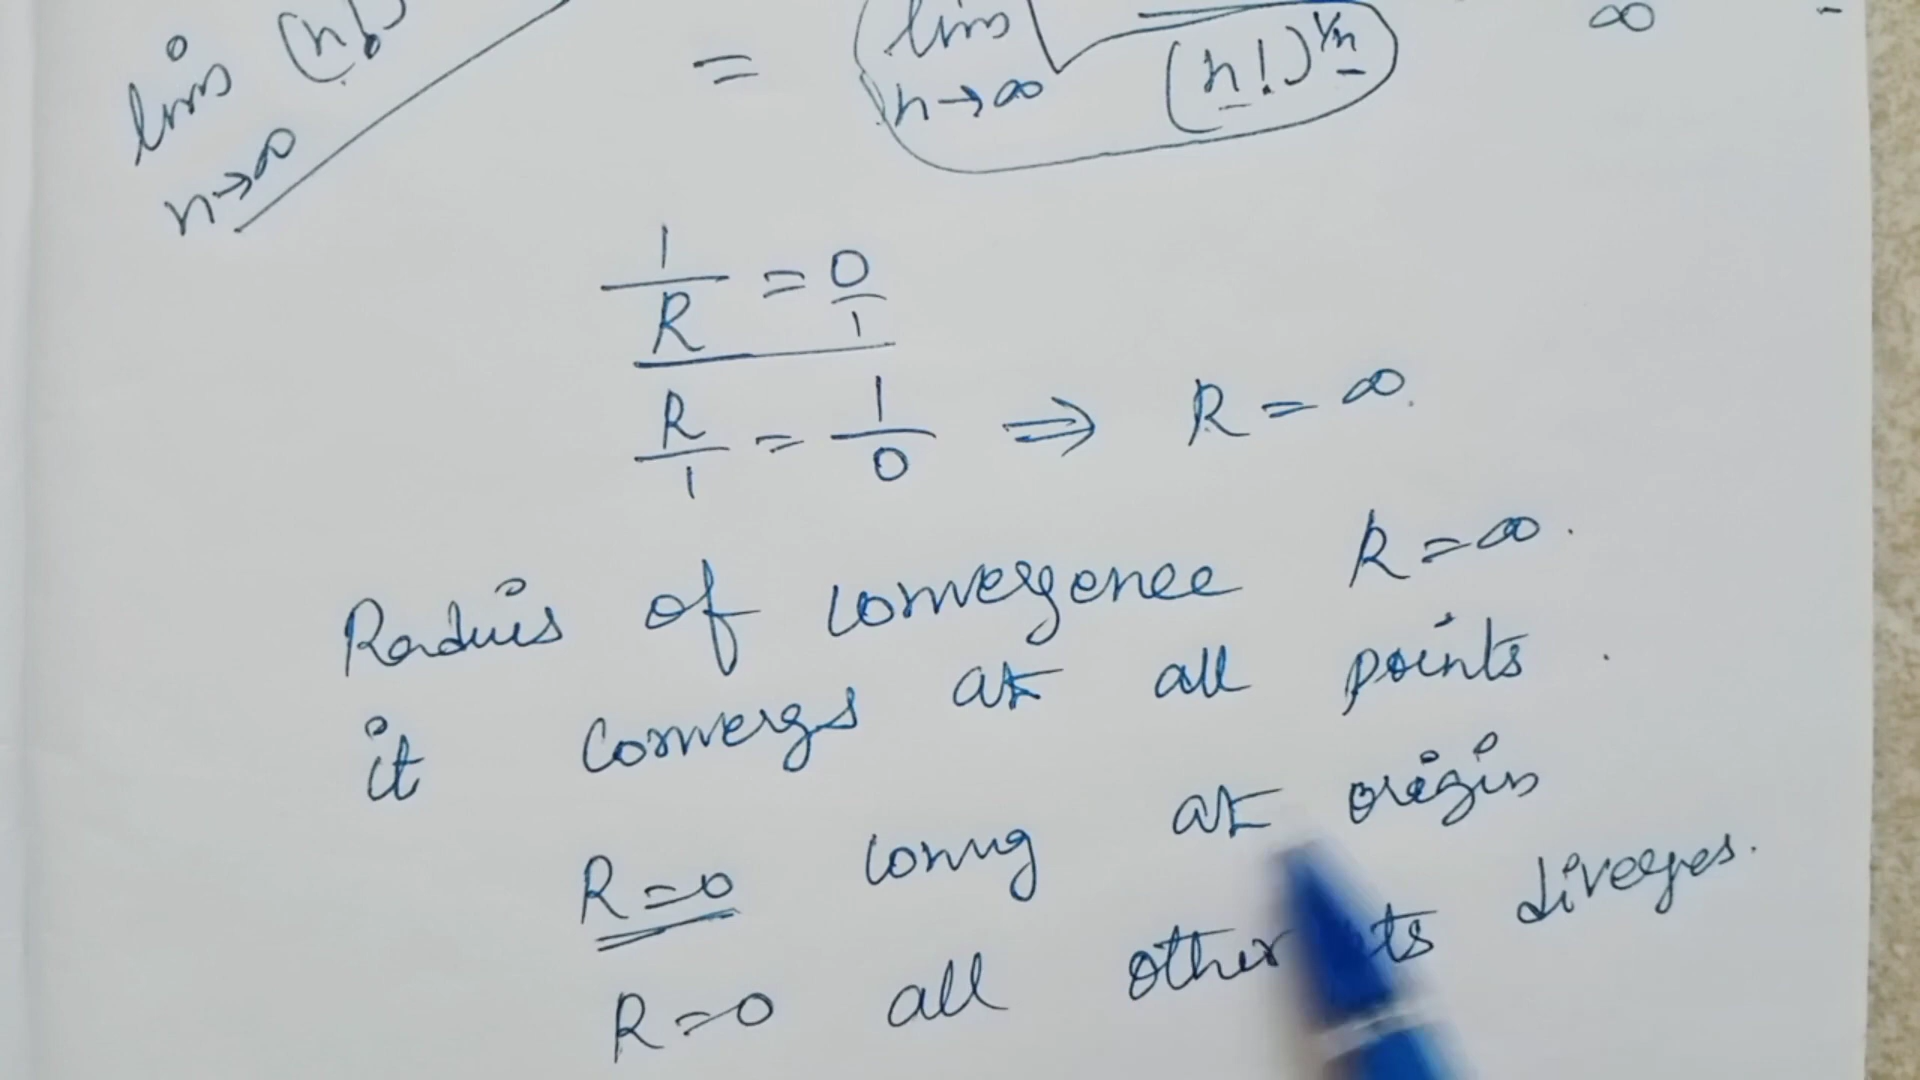 lim (n!)
n→∞
= lim (n!)^1/n ∞
n→∞
1/R = 0/1
R/1 = 1/0 ⇒ R = ∞.
Radius of convergence R = ∞.
it converges at all points.
R=0 at origin
R=0 all other diverges.